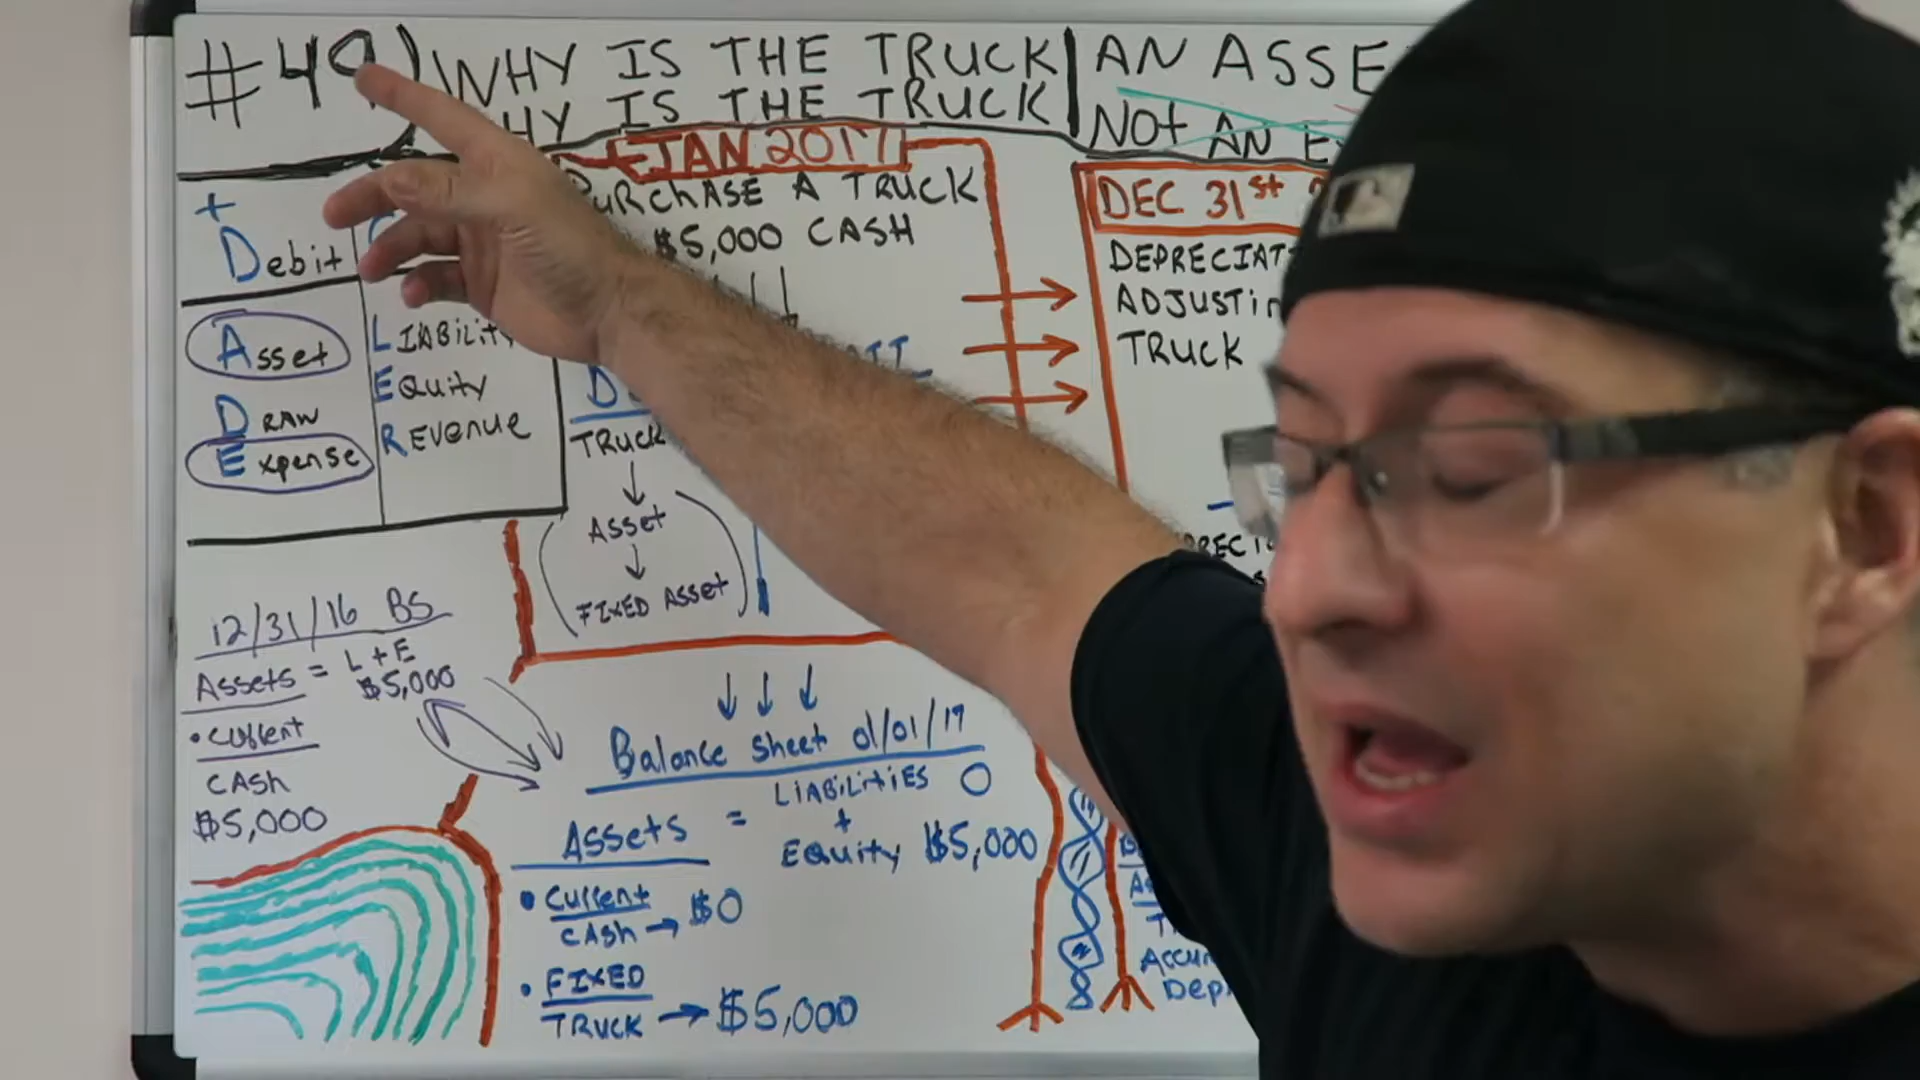 #49) WHY IS THE TRUCK AN ASSE
WHY IS THE TRUCK NOT AN E
JAN 2017
PURCHASE A TRUCK
$5,000 CASH
+
Debit
Asset
DRAW
Expense
LIABILIT
Equity
REVENUE
TRUCK
ASSET
FIXED ASSET
DEC 31ST
DEPRECIAT
ADJUSTIN
TRUCK
12/31/16 BS
ASSETS = L + E
$5,000
• CURRENT
CASH
$5,000
Balance Sheet 01/01/17
ASSETS = LIABILITIES 0
+
EQUITY $5,000
• CURRENT
CASH → $0
• FIXED
TRUCK → $5,000
ACCUM
DEPR